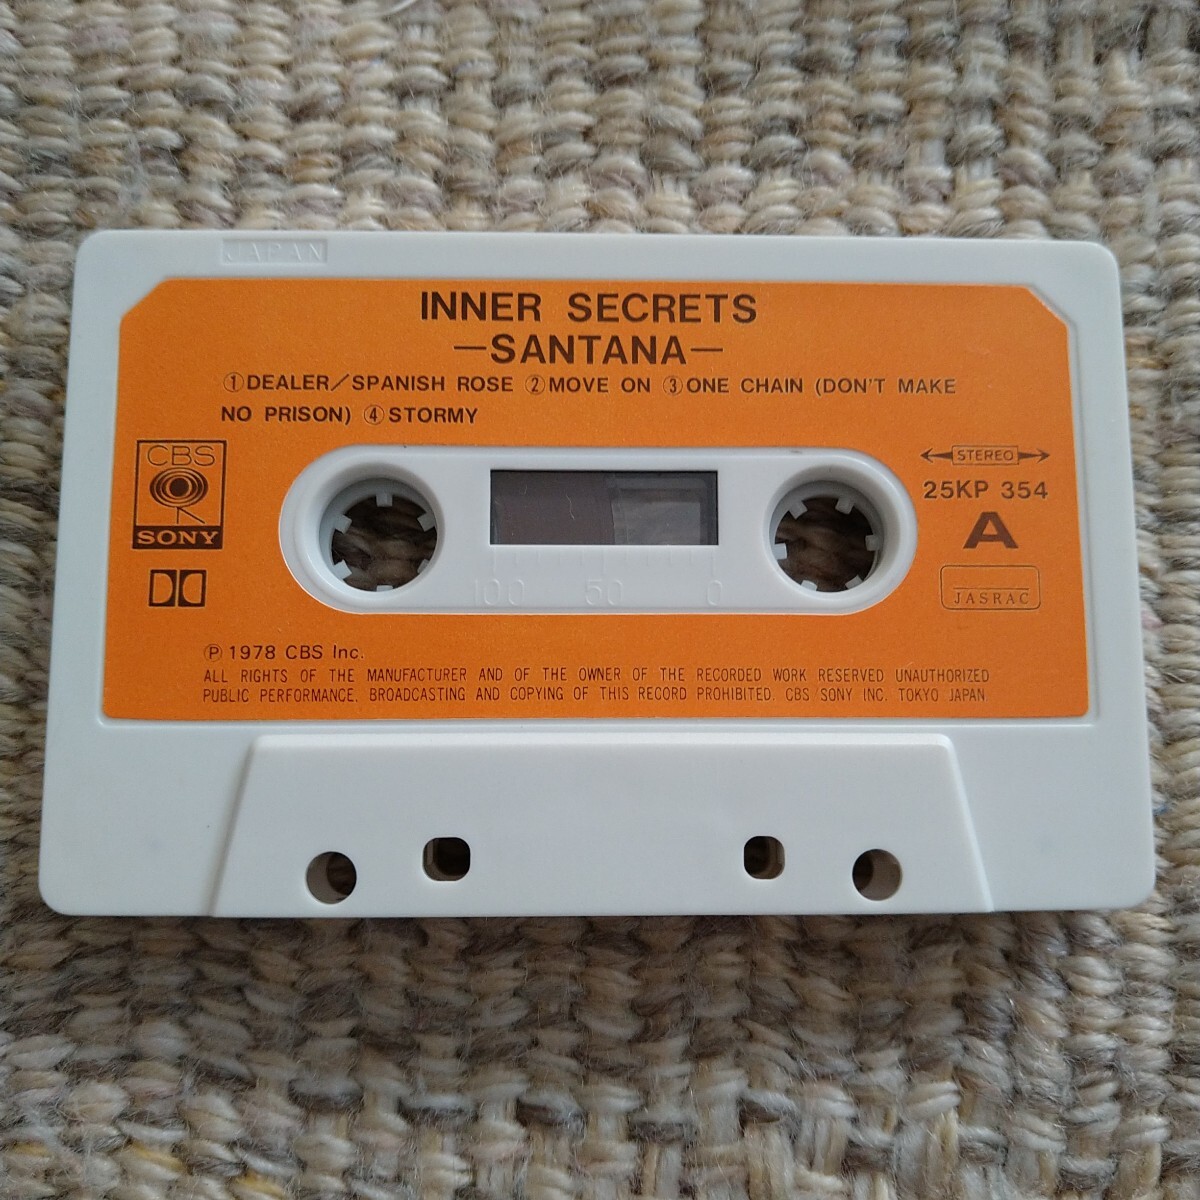 JAPAN
INNER SECRETS
—SANTANA—
①DEALER/SPANISH ROSE ②MOVE ON ③ONE CHAIN (DON'T MAKE
NO PRISON) ④STORMY
CBS
SONY
STEREO
25KP 354
A
JASRAC
100 50 0
Ⓟ1978 CBS Inc.
ALL RIGHTS OF THE MANUFACTURER AND OF THE OWNER OF THE RECORDED WORK RESERVED UNAUTHORIZED
PUBLIC PERFORMANCE. BROADCASTING AND COPYING OF THIS RECORD PROHIBITED. CBS/SONY INC. TOKYO JAPAN